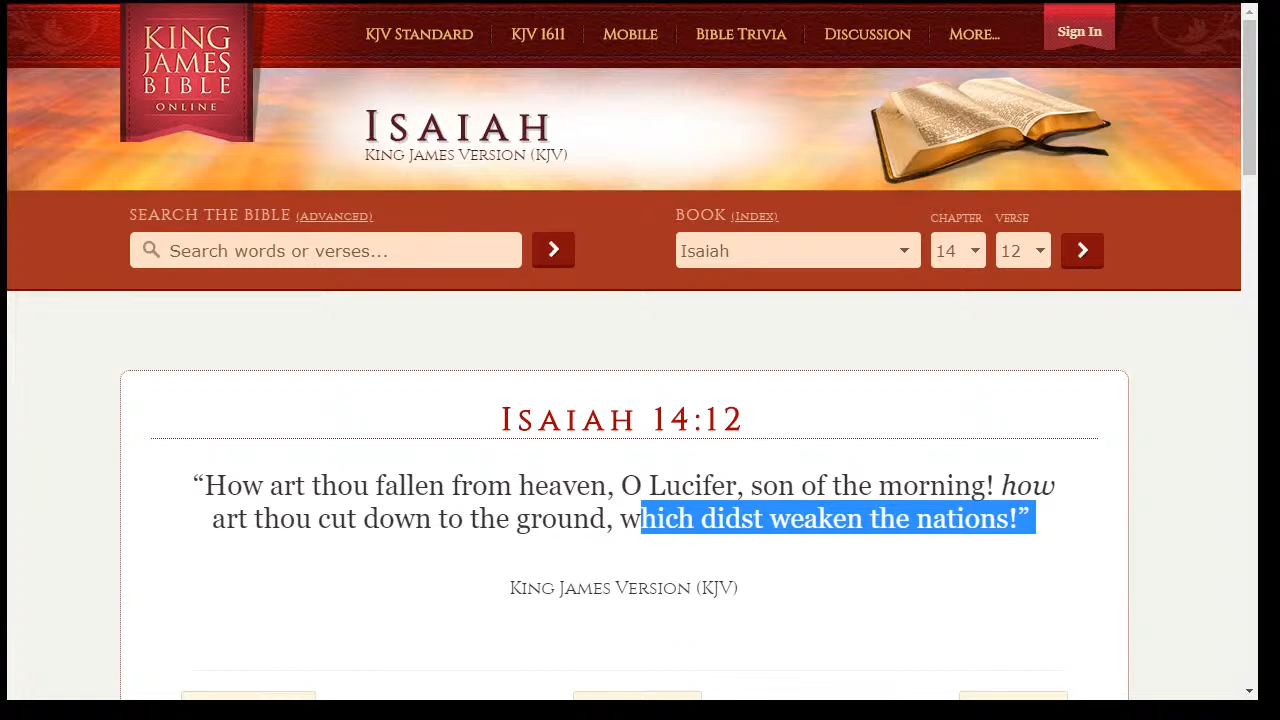 KING
JAMES
BIBLE
ONLINE
KJV STANDARD KJV 1611 MOBILE BIBLE TRIVIA DISCUSSION MORE... Sign In
ISAIAH
KING JAMES VERSION (KJV)
SEARCH THE BIBLE (ADVANCED) BOOK (INDEX) CHAPTER VERSE
Search words or verses... Isaiah 14 12
ISAIAH 14:12
“How art thou fallen from heaven, O Lucifer, son of the morning! how
art thou cut down to the ground, which didst weaken the nations!”
KING JAMES VERSION (KJV)